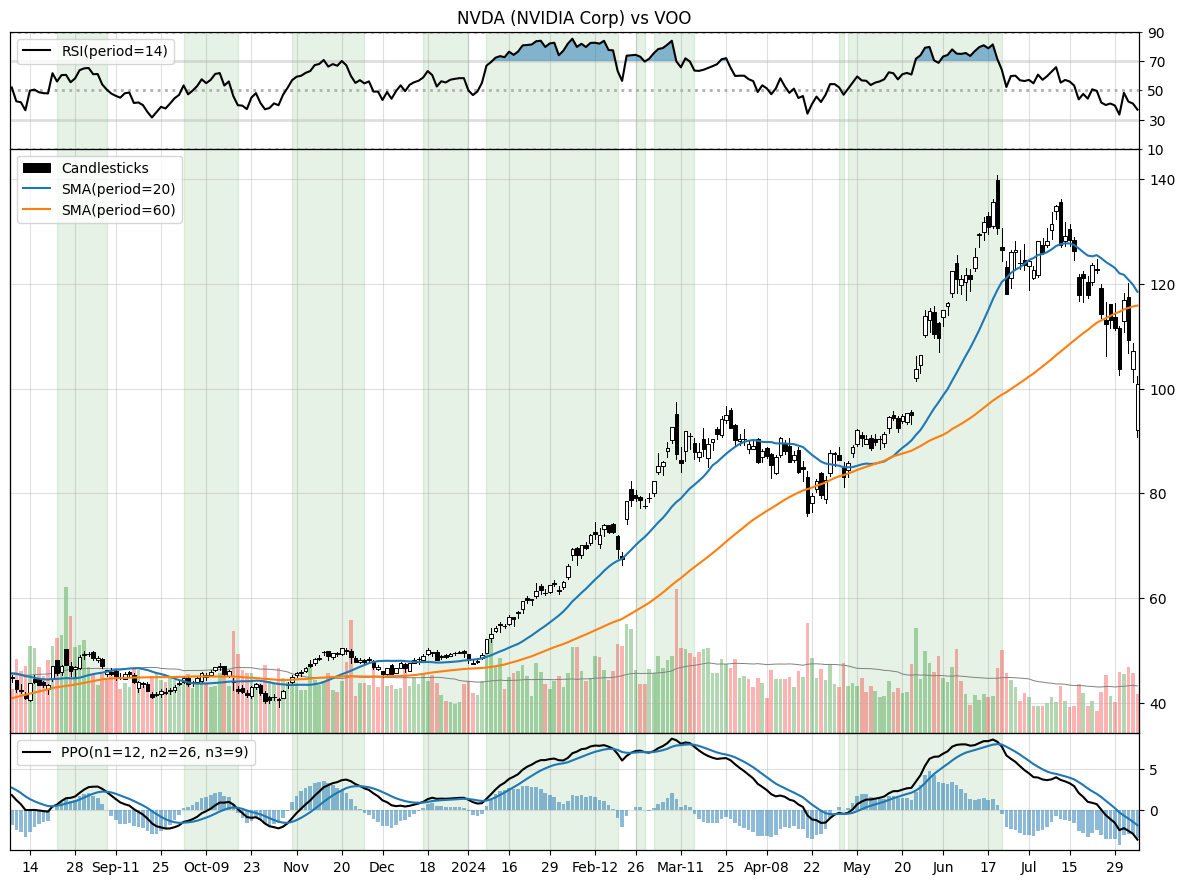 NVDA (NVIDIA Corp) vs VOO
RSI(period=14)
90
70
50
30
10
Candlesticks
SMA(period=20)
SMA(period=60)
140
120
100
80
60
40
PPO(n1=12, n2=26, n3=9)
5
0
14 28 Sep-11 25 Oct-09 23 Nov 20 Dec 18 2024 16 29 Feb-12 26 Mar-11 25 Apr-08 22 May 20 Jun 17 Jul 15 29